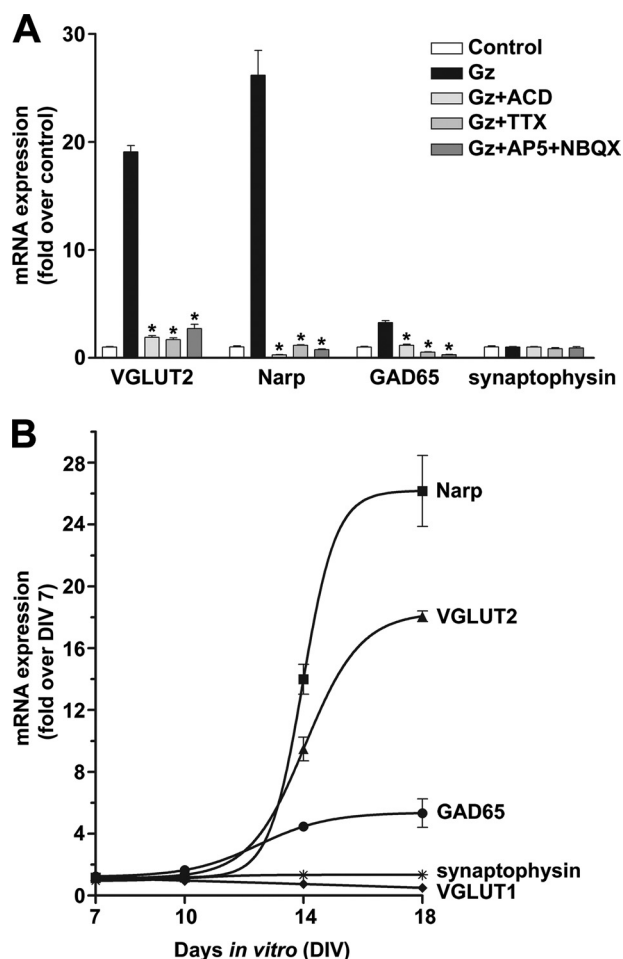 A
mRNA expression
(fold over control)
30
20
10
0
Control
Gz
Gz+ACD
Gz+TTX
Gz+AP5+NBQX
* * *
* * *
* * *
VGLUT2 Narp GAD65 synaptophysin
B
mRNA expression
(fold over DIV 7)
28
24
20
16
12
8
4
0
Narp
VGLUT2
GAD65
synaptophysin
VGLUT1
7 10 14 18
Days in vitro (DIV)